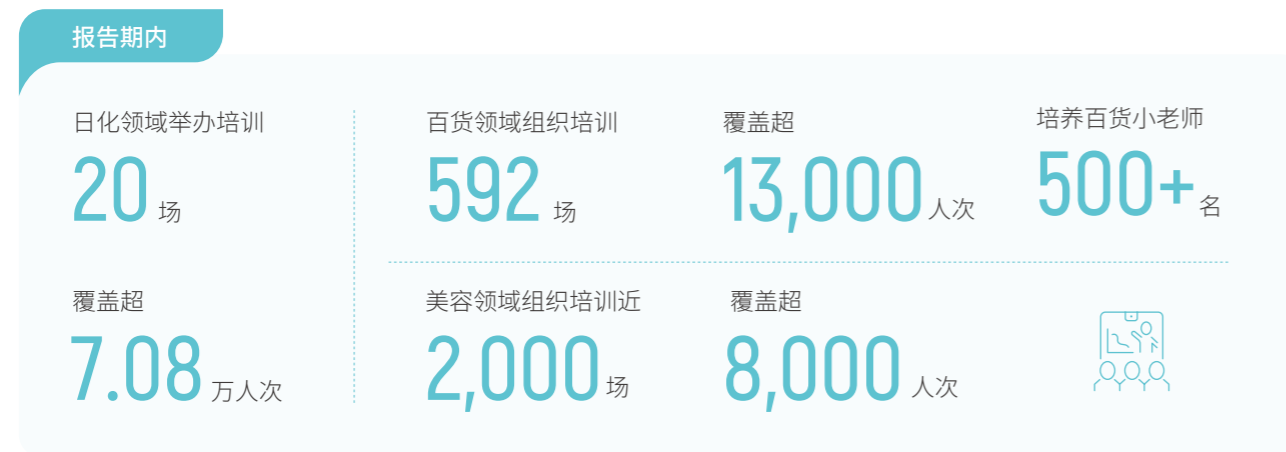 报告期内
日化领域举办培训
20 场
覆盖超
7.08 万人次
百货领域组织培训
592 场
覆盖超
13,000 人次
培养百货小老师
500+ 名
美容领域组织培训近
2,000 场
覆盖超
8,000 人次